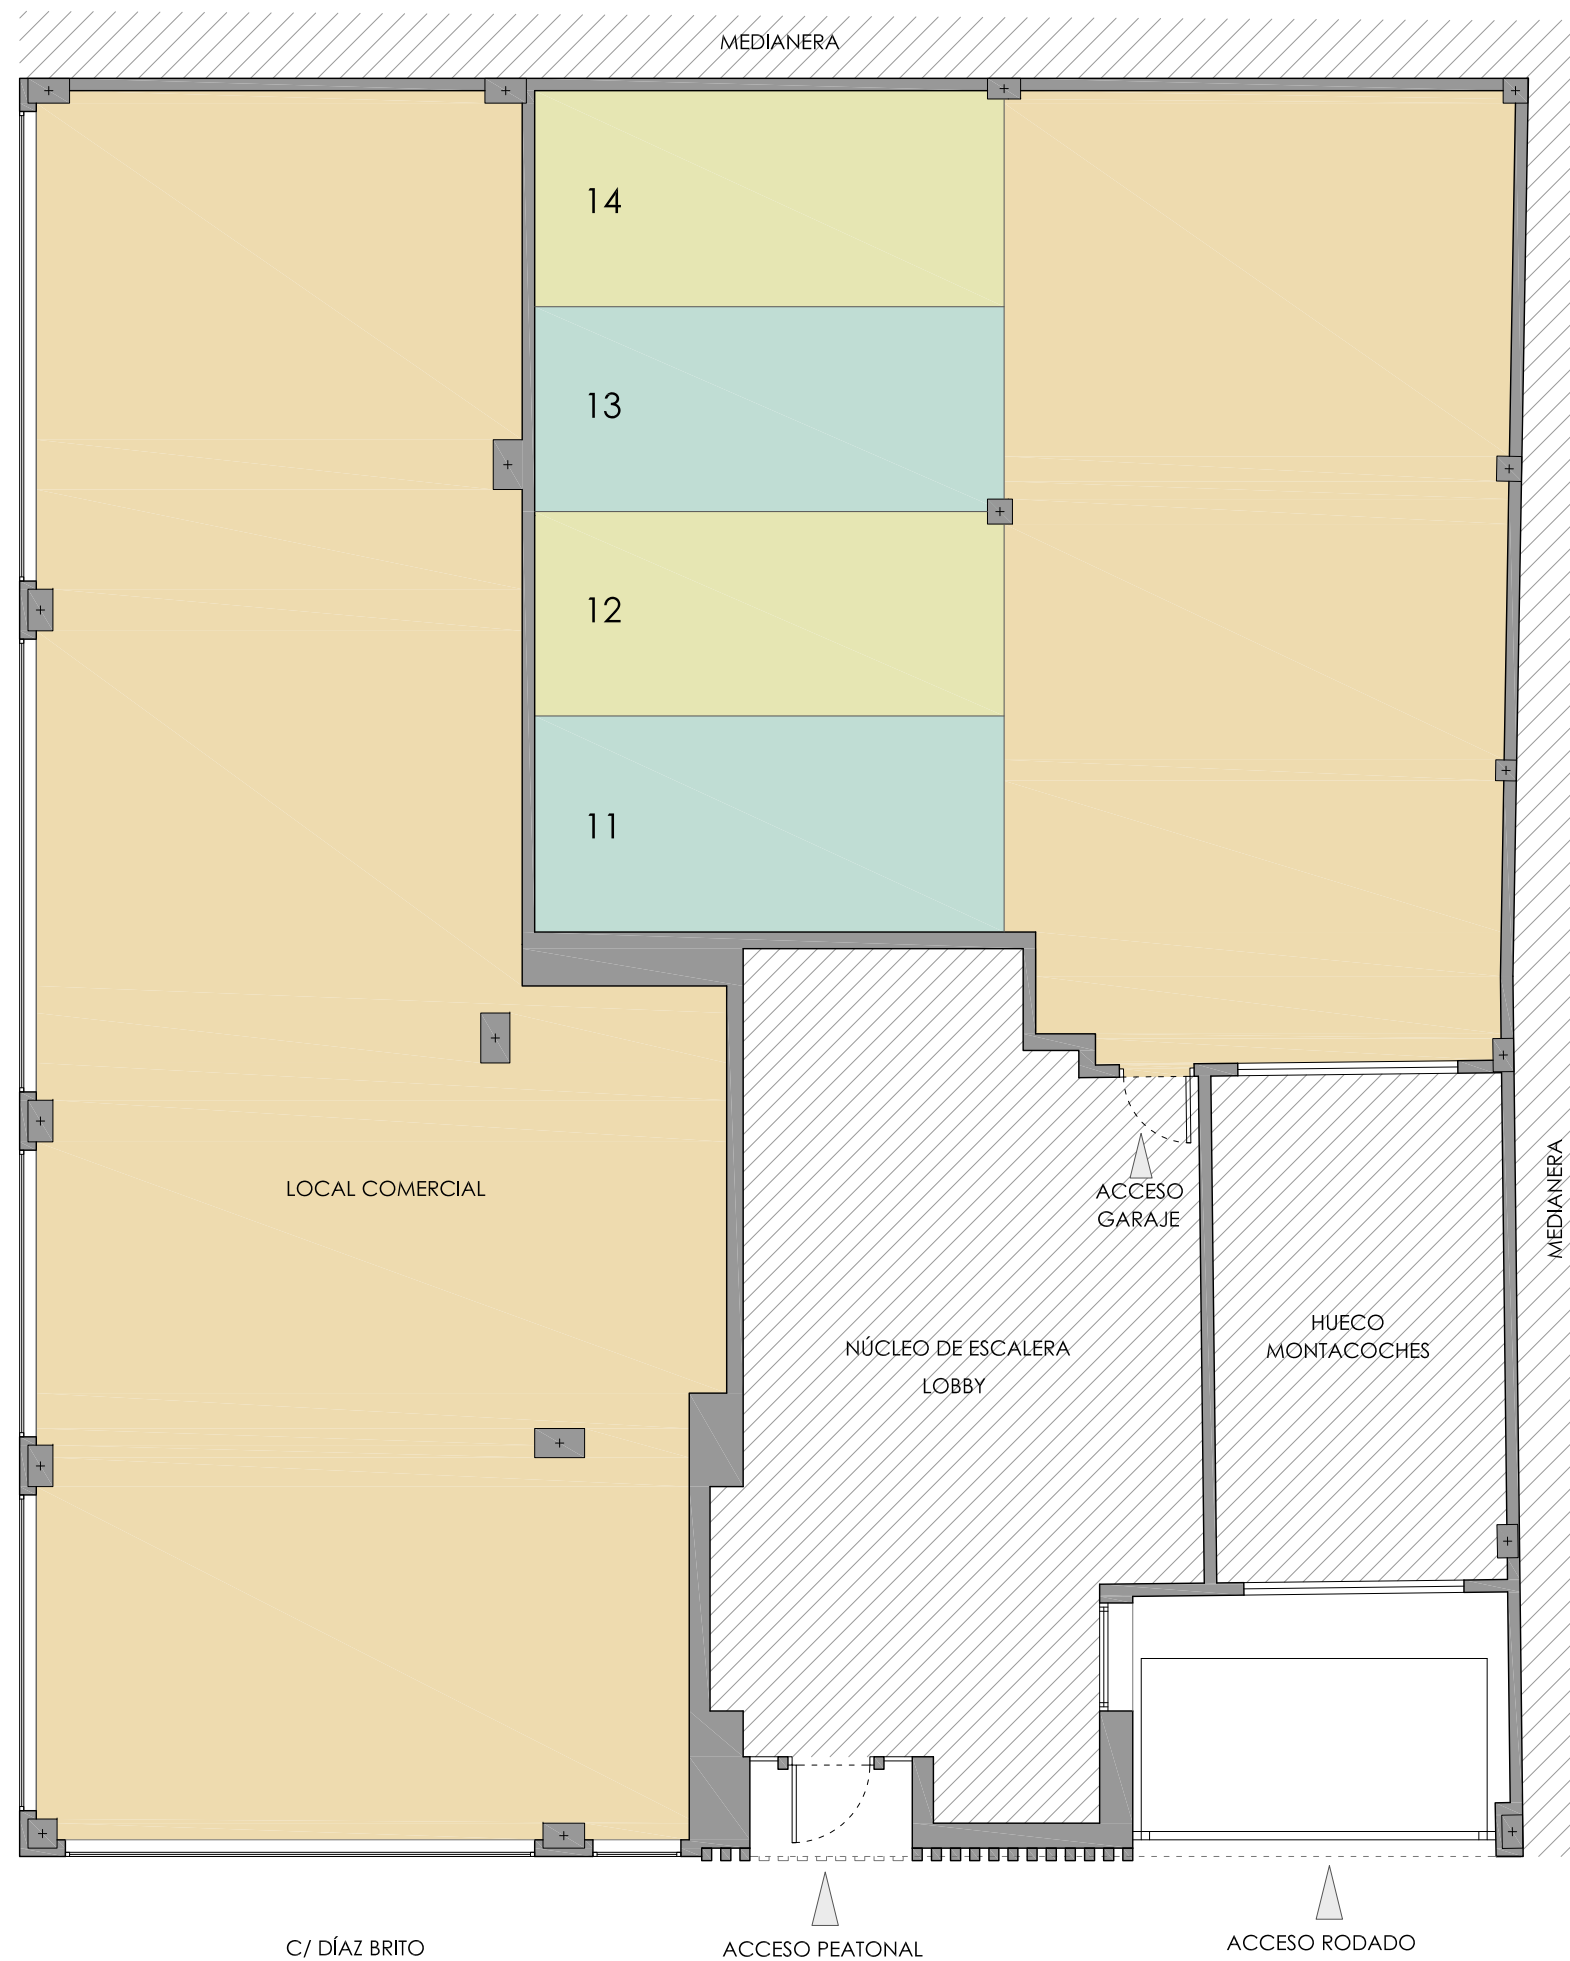 MEDIANERA
14
13
12
11
LOCAL COMERCIAL
ACCESO
GARAJE
MEDIANERA
HUECO
MONTACOCHES
NÚCLEO DE ESCALERA
LOBBY
C/ DÍAZ BRITO
ACCESO PEATONAL
ACCESO RODADO